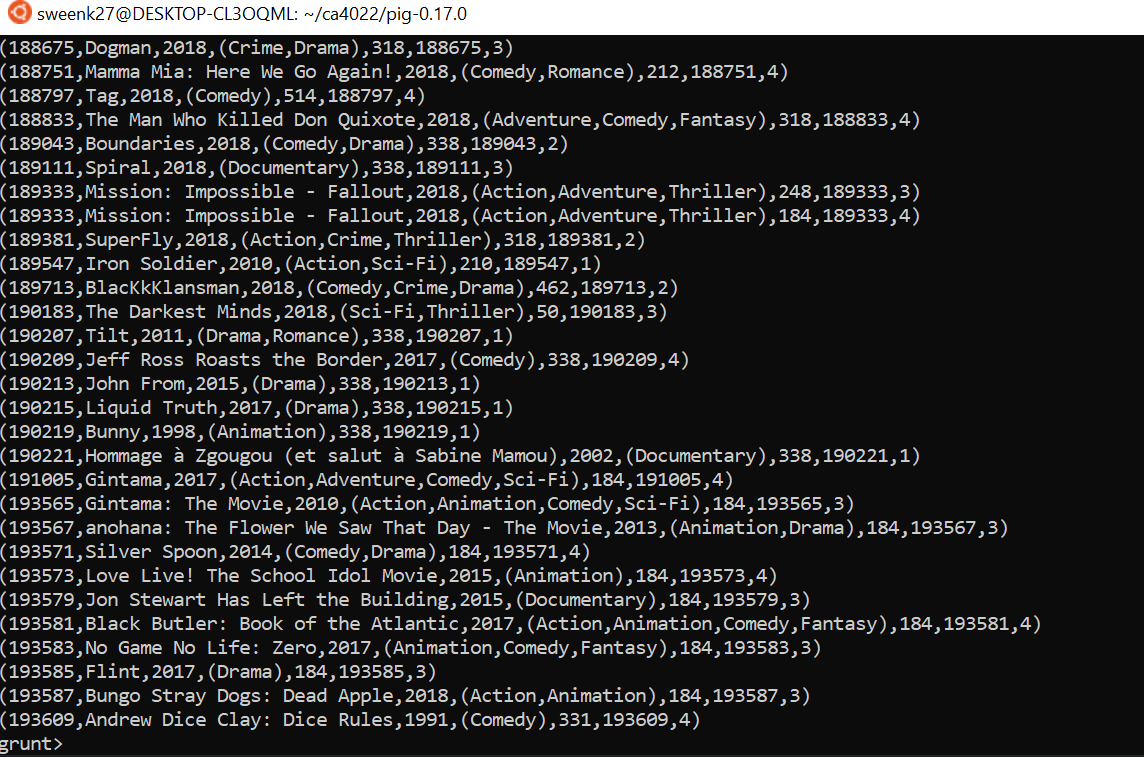 sweenk27@DESKTOP-CL3OQML: ~/ca4022/pig-0.17.0
(188675,Dogman,2018,(Crime,Drama),318,188675,3)
(188751,Mamma Mia: Here We Go Again!,2018,(Comedy,Romance),212,188751,4)
(188797,Tag,2018,(Comedy),514,188797,4)
(188833,The Man Who Killed Don Quixote,2018,(Adventure,Comedy,Fantasy),318,188833,4)
(189043,Boundaries,2018,(Comedy,Drama),338,189043,2)
(189111,Spiral,2018,(Documentary),338,189111,3)
(189333,Mission: Impossible - Fallout,2018,(Action,Adventure,Thriller),248,189333,3)
(189333,Mission: Impossible - Fallout,2018,(Action,Adventure,Thriller),184,189333,4)
(189381,SuperFly,2018,(Action,Crime,Thriller),318,189381,2)
(189547,Iron Soldier,2010,(Action,Sci-Fi),210,189547,1)
(189713,BlacKkKlansman,2018,(Comedy,Crime,Drama),462,189713,2)
(190183,The Darkest Minds,2018,(Sci-Fi,Thriller),50,190183,3)
(190207,Tilt,2011,(Drama,Romance),338,190207,1)
(190209,Jeff Ross Roasts the Border,2017,(Comedy),338,190209,4)
(190213,John From,2015,(Drama),338,190213,1)
(190215,Liquid Truth,2017,(Drama),338,190215,1)
(190219,Bunny,1998,(Animation),338,190219,1)
(190221,Hommage à Zgougou (et salut à Sabine Mamou),2002,(Documentary),338,190221,1)
(191005,Gintama,2017,(Action,Adventure,Comedy,Sci-Fi),184,191005,4)
(193565,Gintama: The Movie,2010,(Action,Animation,Comedy,Sci-Fi),184,193565,3)
(193567,anohana: The Flower We Saw That Day - The Movie,2013,(Animation,Drama),184,193567,3)
(193571,Silver Spoon,2014,(Comedy,Drama),184,193571,4)
(193573,Love Live! The School Idol Movie,2015,(Animation),184,193573,4)
(193579,Jon Stewart Has Left the Building,2015,(Documentary),184,193579,3)
(193581,Black Butler: Book of the Atlantic,2017,(Action,Animation,Comedy,Fantasy),184,193581,4)
(193583,No Game No Life: Zero,2017,(Animation,Comedy,Fantasy),184,193583,3)
(193585,Flint,2017,(Drama),184,193585,3)
(193587,Bungo Stray Dogs: Dead Apple,2018,(Action,Animation),184,193587,3)
(193609,Andrew Dice Clay: Dice Rules,1991,(Comedy),331,193609,4)
grunt>